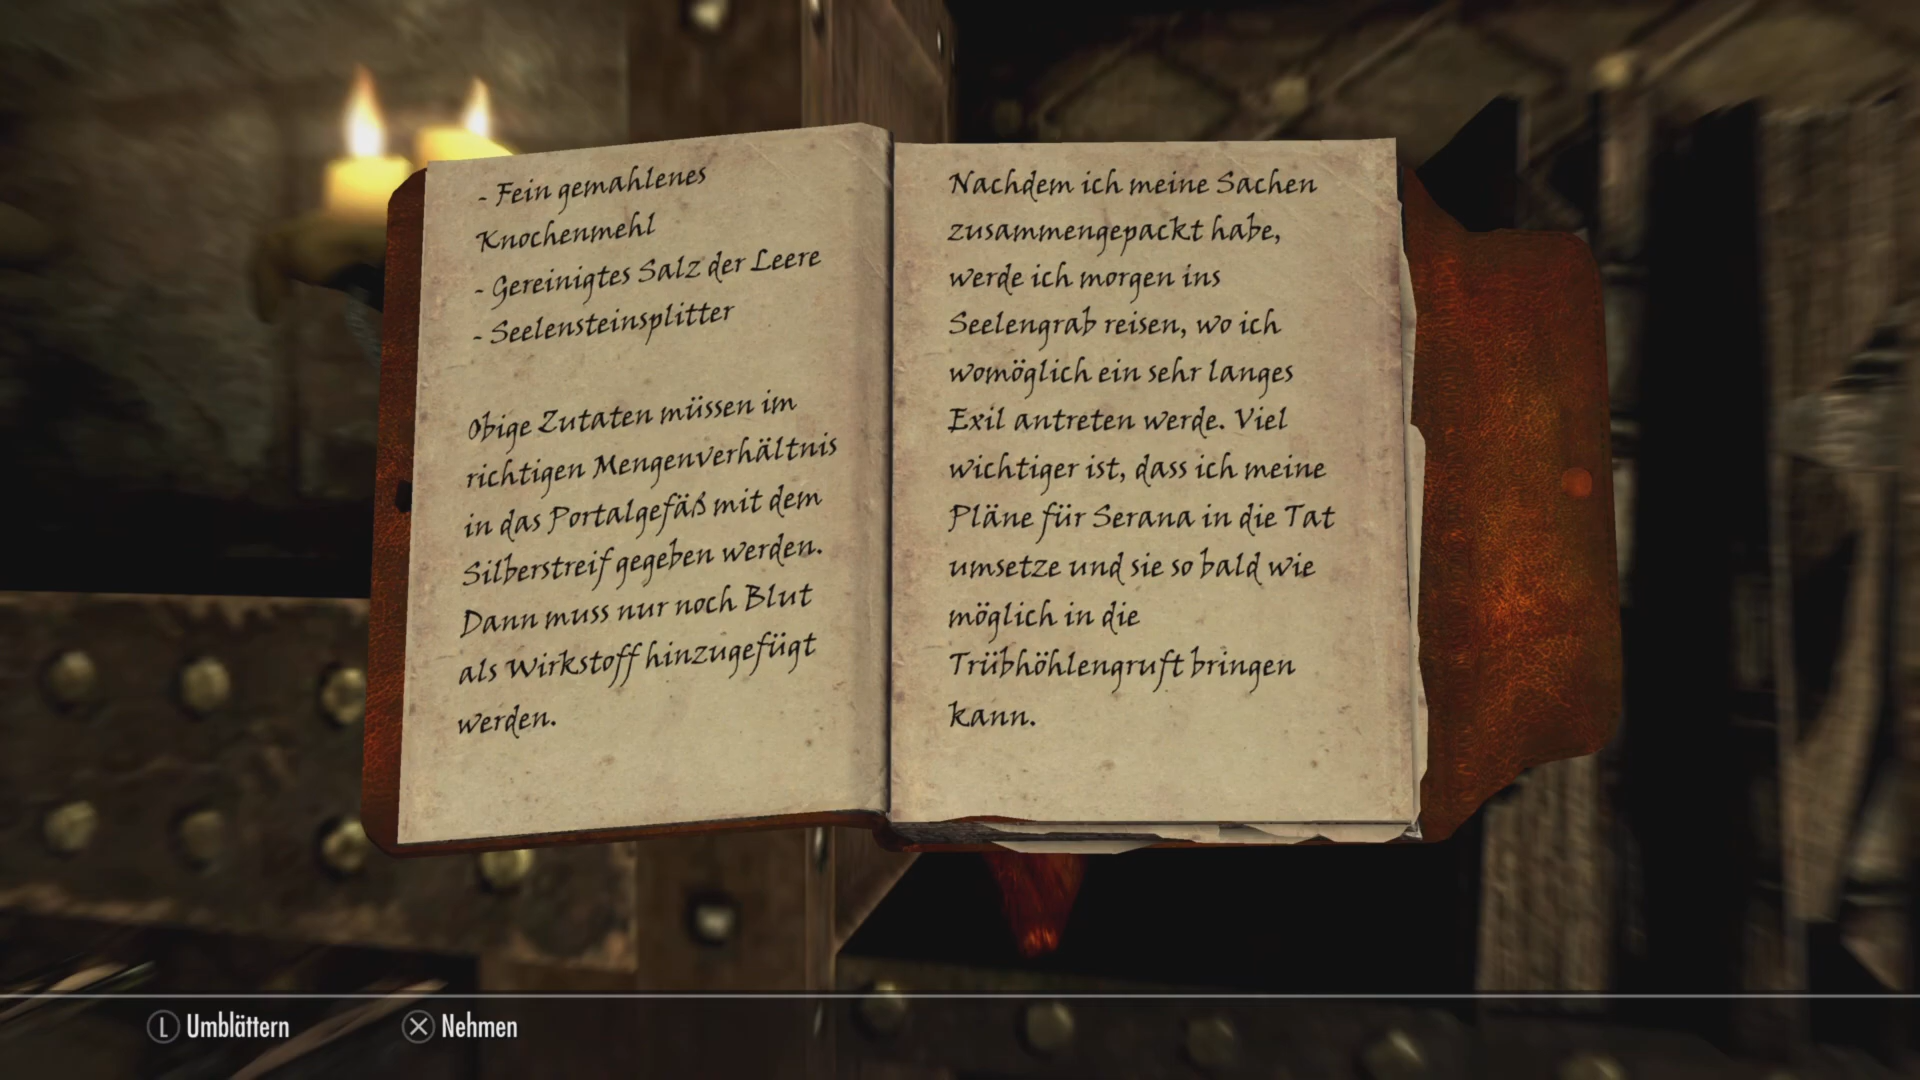 - Fein gemahlenes
Knochenmehl
- Gereinigtes Salz der Leere
- Seelensteinsplitter
Obige Zutaten müssen im
richtigen Mengenverhältnis
in das Portalgefäß mit dem
Silberstreif gegeben werden.
Dann muss nur noch Blut
als Wirkstoff hinzugefügt
werden.
Nachdem ich meine Sachen
zusammengepackt habe,
werde ich morgen ins
Seelengrab reisen, wo ich
womöglich ein sehr langes
Exil antreten werde. Viel
wichtiger ist, dass ich meine
Pläne für Serana in die Tat
umsetze und sie so bald wie
möglich in die
Trübhöhlengruft bringen
kann.
L Umblättern
X Nehmen